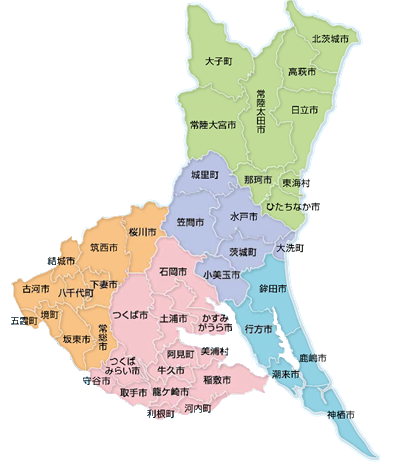 北茨城市
大子町
高萩市
常陸太田市
日立市
常陸大宮市
那珂市
東海村
ひたちなか市
城里町
水戸市
笠間市
茨城町
大洗町
小美玉市
桜川市
筑西市
結城市
下妻市
八千代町
古河市
五霞町
境町
坂東市
常総市
石岡市
つくば市
土浦市
かすみ
がうら市
美浦村
阿見町
つくば
みらい市
牛久市
稲敷市
守谷市
取手市
龍ケ崎市
河内町
利根町
鉾田市
行方市
鹿嶋市
潮来市
神栖市